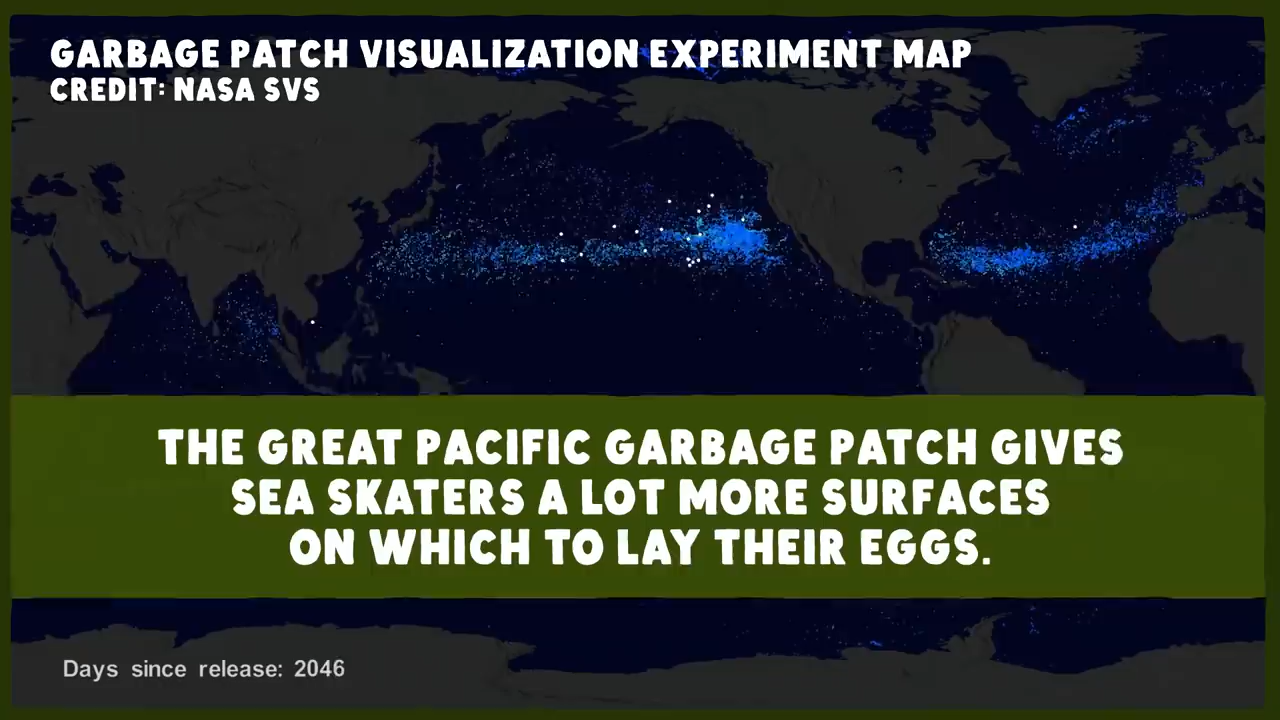 GARBAGE PATCH VISUALIZATION EXPERIMENT MAP
CREDIT: NASA SVS
THE GREAT PACIFIC GARBAGE PATCH GIVES
SEA SKATERS A LOT MORE SURFACES
ON WHICH TO LAY THEIR EGGS.
Days since release: 2046